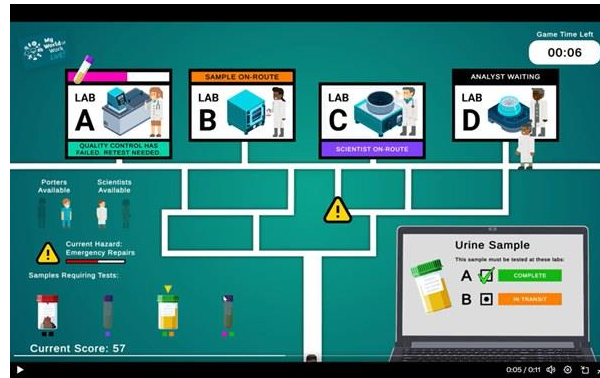 My
World of
Work
LIVE!
Game Time Left
00:06
SAMPLE ON-ROUTE
ANALYST WAITING
LAB
A
LAB
B
LAB
C
LAB
D
QUALITY CONTROL HAS
FAILED. RETEST NEEDED
SCIENTIST ON-ROUTE
Porters
Available
Scientists
Available
Current Hazard:
Emergency Repairs
Samples Requiring Tests:
Current Score: 57
Urine Sample
This sample must be tested at these labs:
A COMPLETE
B IN TRANSIT
0:05 / 0:11